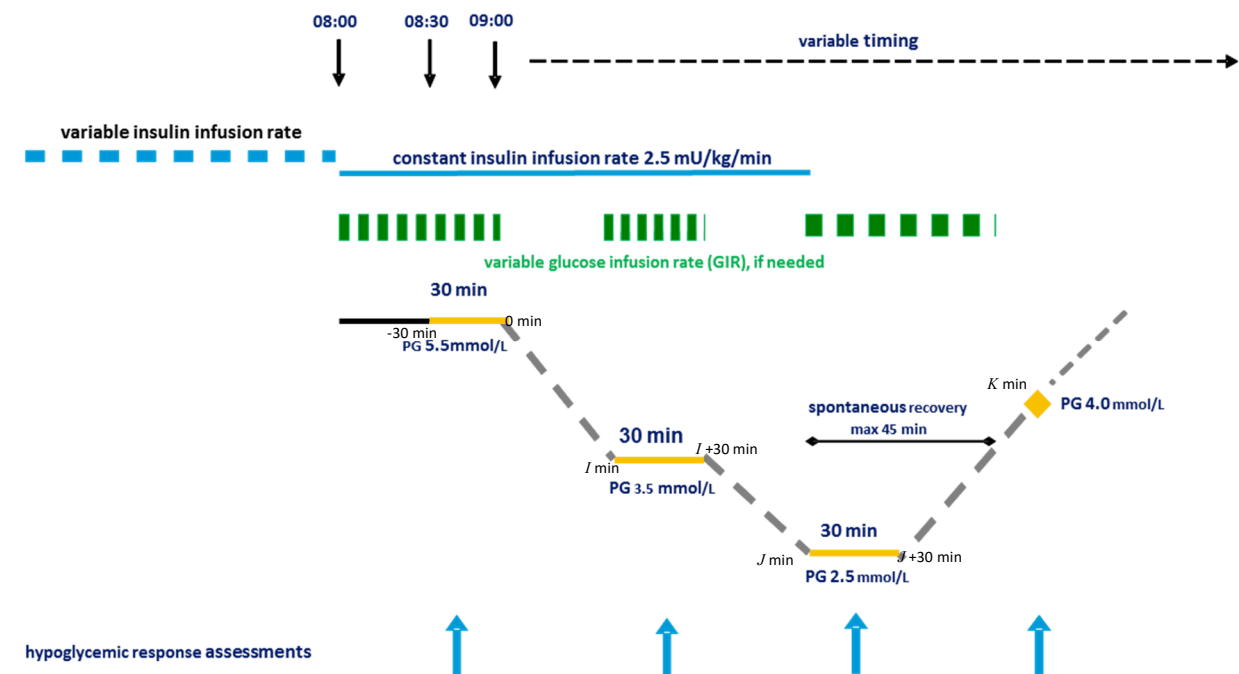 08:00
08:30
09:00
variable timing
variable insulin infusion rate
constant insulin infusion rate 2.5 mU/kg/min
variable glucose infusion rate (GIR), if needed
30 min
-30 min
0 min
PG 5.5mmol/L
K min
PG 4.0 mmol/L
spontaneous recovery
max 45 min
30 min
I +30 min
I min
PG 3.5 mmol/L
30 min
J min
J +30 min
PG 2.5 mmol/L
hypoglycemic response assessments